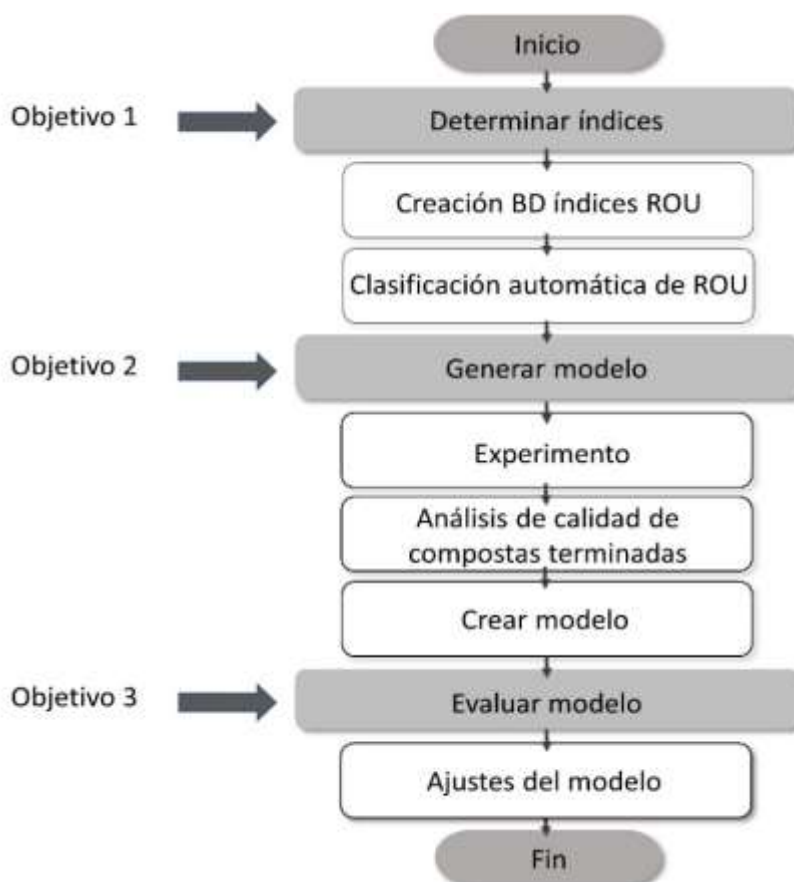 Inicio
Objetivo 1
Determinar índices
Creación BD índices ROU
Clasificación automática de ROU
Objetivo 2
Generar modelo
Experimento
Análisis de calidad de
compostas terminadas
Crear modelo
Objetivo 3
Evaluar modelo
Ajustes del modelo
Fin